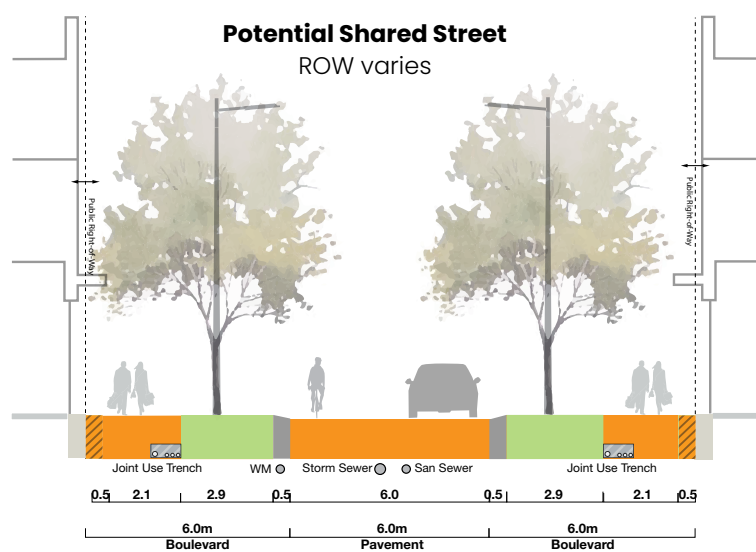 Potential Shared Street
ROW varies
Public Right-of-Way
Public Right-of-Way
Joint Use Trench
WM
Storm Sewer
San Sewer
Joint Use Trench
0.5 2.1 2.9 0.5 6.0 0.5 2.9 2.1 0.5
6.0m 6.0m 6.0m
Boulevard Pavement Boulevard